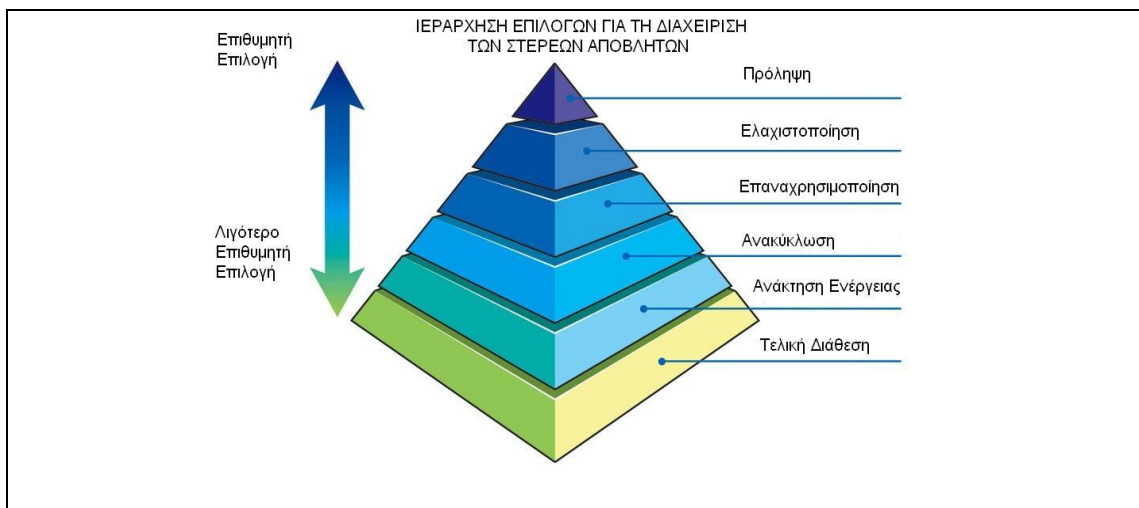 ΙΕΡΑΡΧΗΣΗ ΕΠΙΛΟΓΩΝ ΓΙΑ ΤΗ ΔΙΑΧΕΙΡΙΣΗ
ΤΩΝ ΣΤΕΡΕΩΝ ΑΠΟΒΛΗΤΩΝ
Επιθυμητή
Επιλογή
Πρόληψη
Ελαχιστοποίηση
Επαναχρησιμοποίηση
Λιγότερο
Επιθυμητή
Επιλογή
Ανακύκλωση
Ανάκτηση Ενέργειας
Τελική Διάθεση